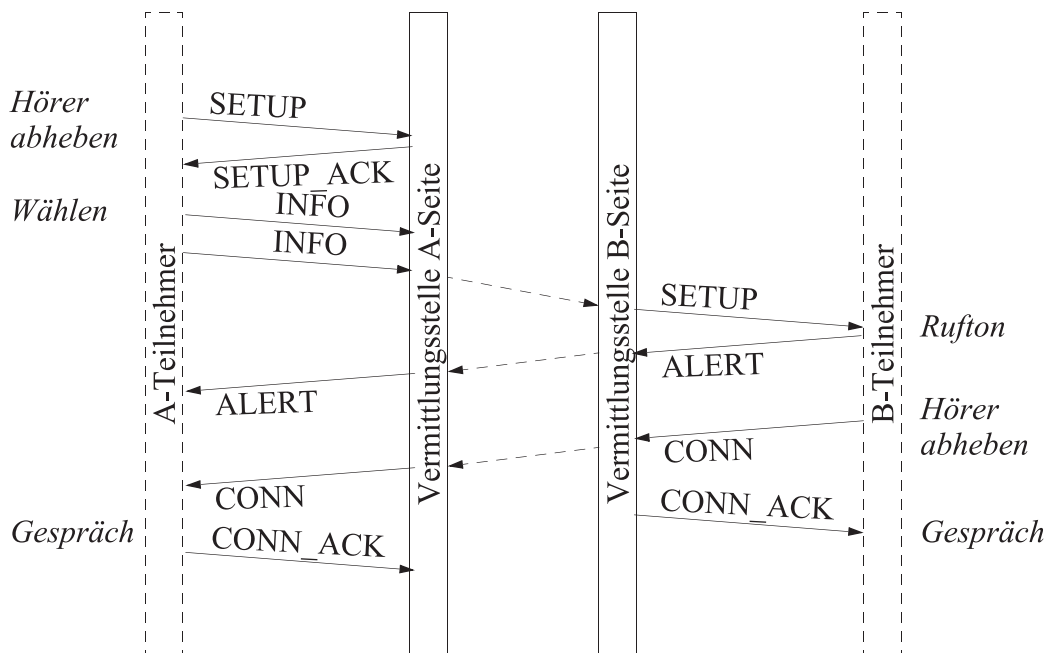 Hörer
abheben
SETUP
SETUP_ACK
Wählen
INFO
INFO
A-Teilnehmer
Vermittlungsstelle A-Seite
Vermittlungsstelle B-Seite
B-Teilnehmer
SETUP
Rufton
ALERT
ALERT
Hörer
abheben
CONN
CONN
CONN_ACK
Gespräch
Gespräch
CONN_ACK